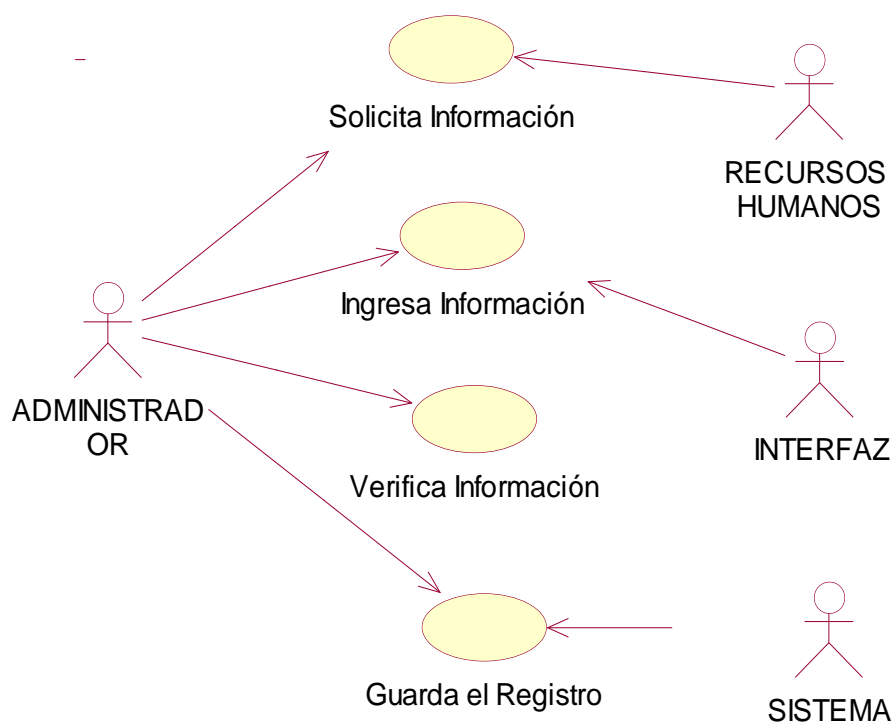 Solicita Información
RECURSOS
HUMANOS
Ingresa Información
ADMINISTRAD
OR
INTERFAZ
Verifica Información
Guarda el Registro
SISTEMA